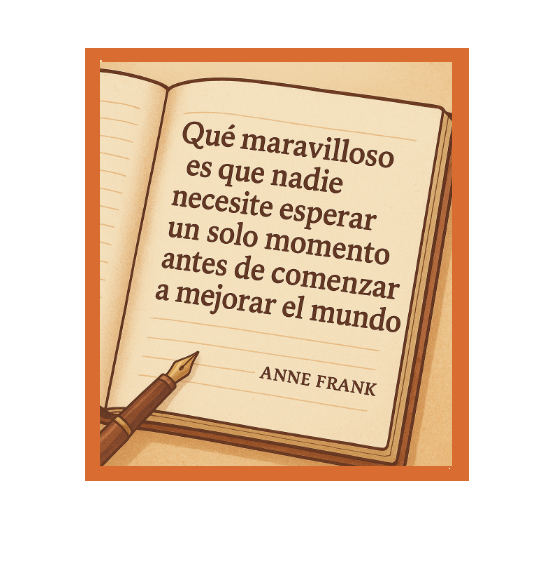 Qué maravilloso
es que nadie
necesite esperar
un solo momento
antes de comenzar
a mejorar el mundo
ANNE FRANK